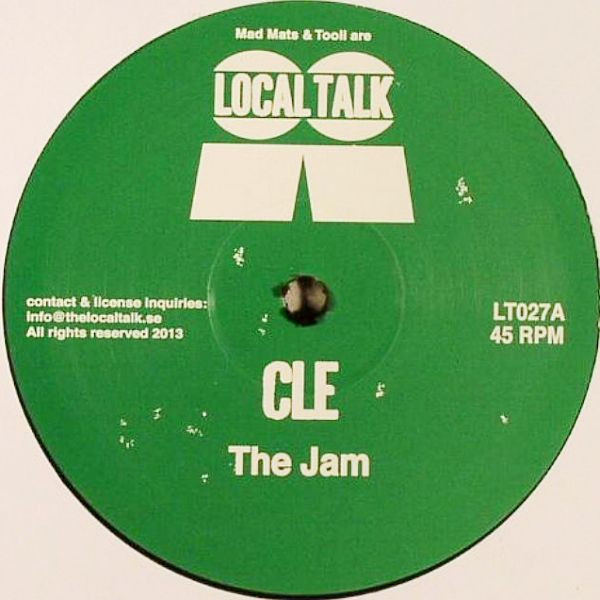 Mad Mats & Tooli are
LOCAL TALK
contact & license inquiries:
info@thelocaltalk.se
All rights reserved 2013
LT027A
45 RPM
CLE
The Jam